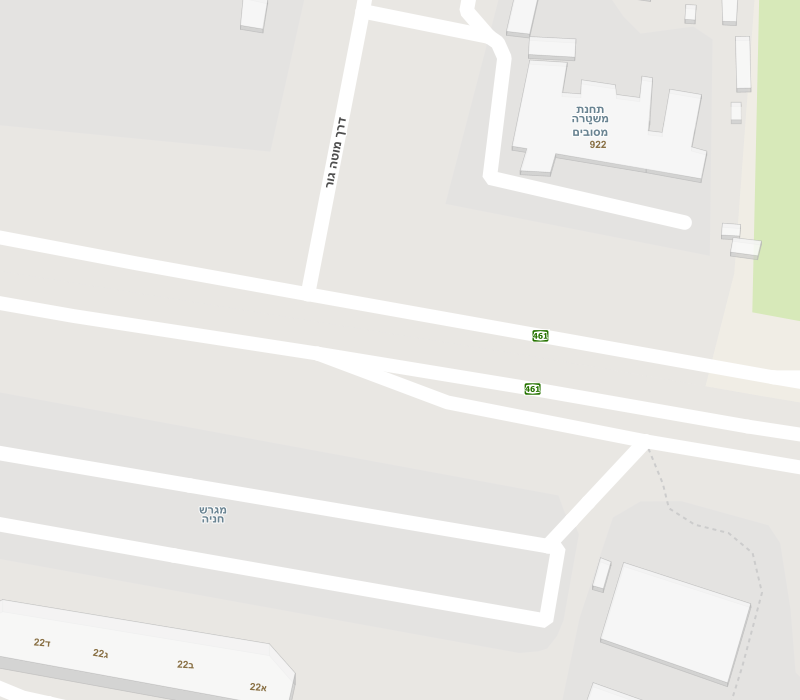 תחנת
משטרה
מסובים
922
דרך מוטה גור
461
461
מגרש
חניה
22ד
22ג
22ב
22א